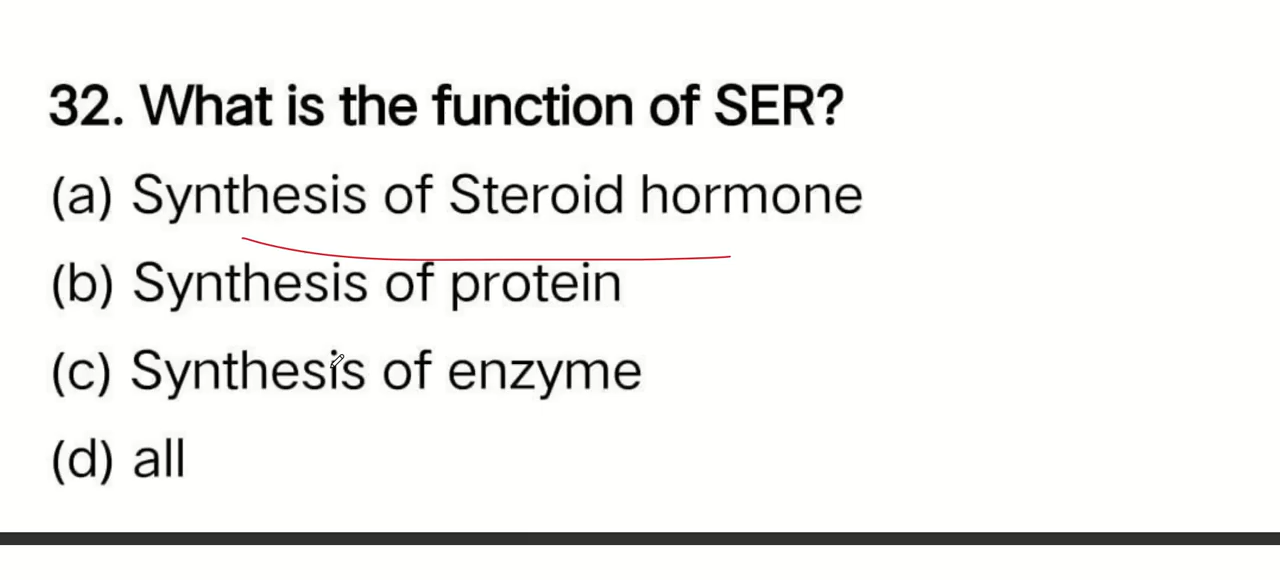 32. What is the function of SER?
(a) Synthesis of Steroid hormone
(b) Synthesis of protein
(c) Synthesis of enzyme
(d) all